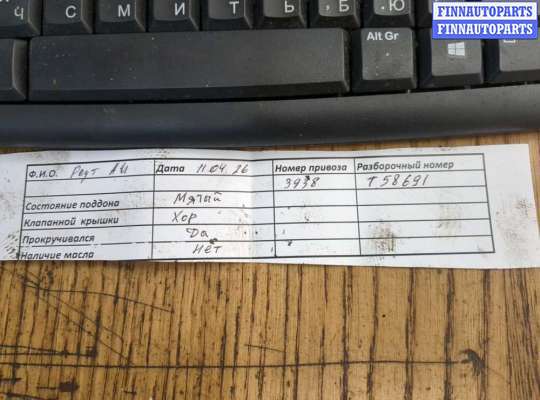 FINNAUTOPARTS
FINNAUTOPARTS
Ч С М И Т Ь Б Ю
Alt Gr
Ф.И.О. Дата 11.04.26 Номер привоза Разборочный номер
3938 T58691
Состояние поддона Мятый
Клапанной крышки Хор
Прокручивался Да
Наличие масла Нет